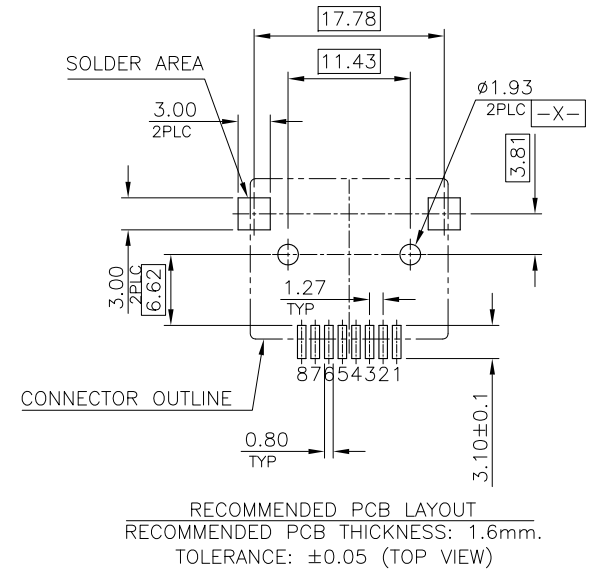 17.78
SOLDER AREA
11.43
ø1.93
2PLC
-X-
3.00
2PLC
3.81
3.00
2PLC
6.62
1.27
TYP
87654321
CONNECTOR OUTLINE
0.80
TYP
3.10±0.1
RECOMMENDED PCB LAYOUT
RECOMMENDED PCB THICKNESS: 1.6mm.
TOLERANCE: ±0.05 (TOP VIEW)